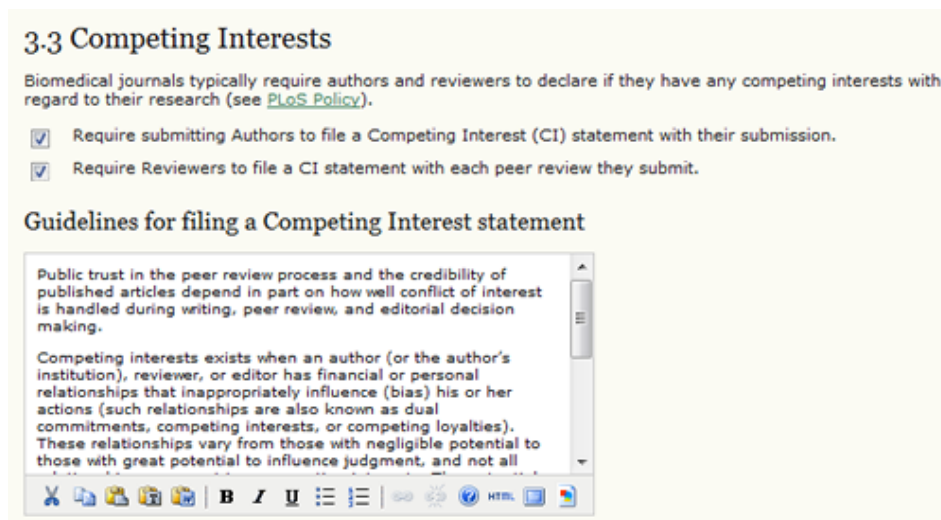 3.3 Competing Interests
Biomedical journals typically require authors and reviewers to declare if they have any competing interests with
regard to their research (see PLoS Policy).
Require submitting Authors to file a Competing Interest (CI) statement with their submission.
Require Reviewers to file a CI statement with each peer review they submit.
Guidelines for filing a Competing Interest statement
Public trust in the peer review process and the credibility of
published articles depend in part on how well conflict of interest
is handled during writing, peer review, and editorial decision
making.
Competing interests exists when an author (or the author's
institution), reviewer, or editor has financial or personal
relationships that inappropriately influence (bias) his or her
actions (such relationships are also known as dual
commitments, competing interests, or competing loyalties).
These relationships vary from those with negligible potential to
those with great potential to influence judgment, and not all
B I U HTML